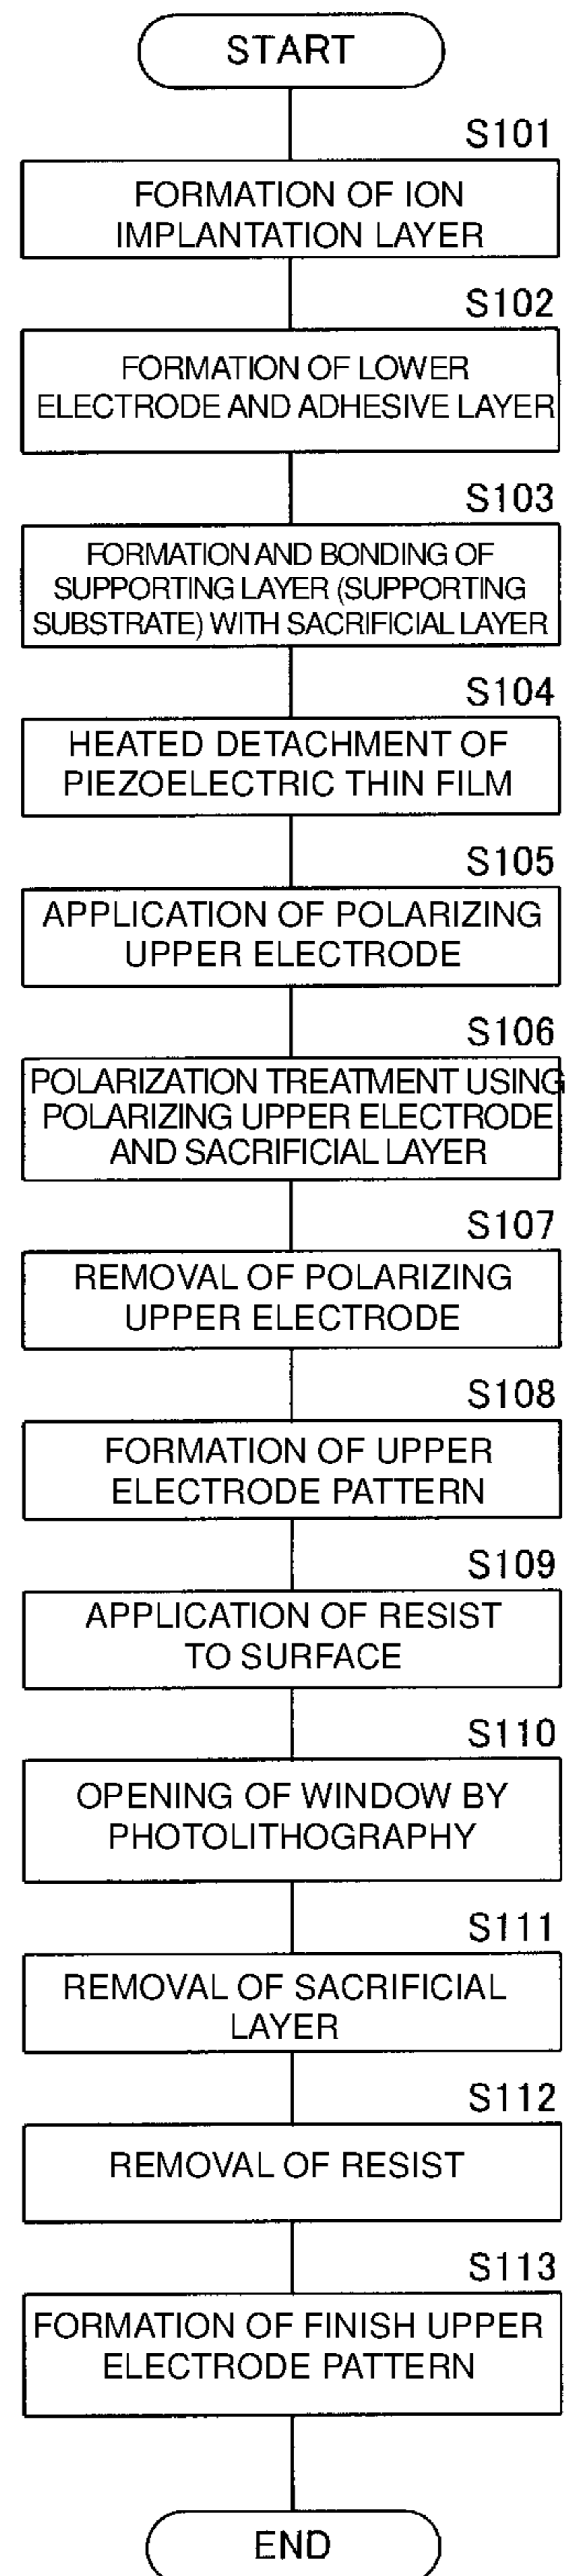 START
S101
FORMATION OF ION
IMPLANTATION LAYER
S102
FORMATION OF LOWER
ELECTRODE AND ADHESIVE LAYER
S103
FORMATION AND BONDING OF
SUPPORTING LAYER (SUPPORTING
SUBSTRATE) WITH SACRIFICIAL LAYER
S104
HEATED DETACHMENT OF
PIEZOELECTRIC THIN FILM
S105
APPLICATION OF POLARIZING
UPPER ELECTRODE
S106
POLARIZATION TREATMENT USING
POLARIZING UPPER ELECTRODE
AND SACRIFICIAL LAYER
S107
REMOVAL OF POLARIZING
UPPER ELECTRODE
S108
FORMATION OF UPPER
ELECTRODE PATTERN
S109
APPLICATION OF RESIST
TO SURFACE
S110
OPENING OF WINDOW BY
PHOTOLITHOGRAPHY
S111
REMOVAL OF SACRIFICIAL
LAYER
S112
REMOVAL OF RESIST
S113
FORMATION OF FINISH UPPER
ELECTRODE PATTERN
END